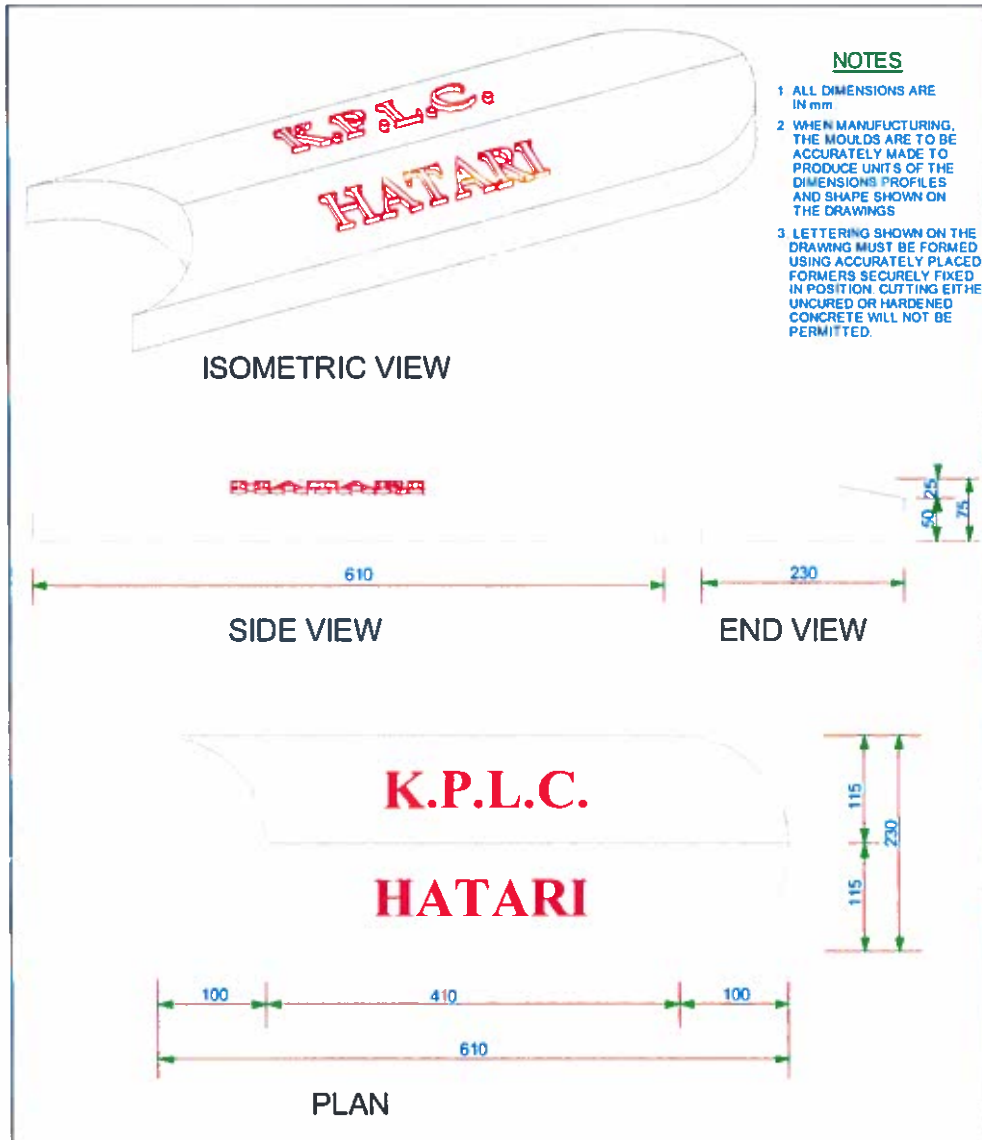 NOTES
1 ALL DIMENSIONS ARE
IN mm
2 WHEN MANUFUCTURING,
THE MOULDS ARE TO BE
ACCURATELY MADE TO
PRODUCE UNITS OF THE
DIMENSIONS PROFILES
AND SHAPE SHOWN ON
THE DRAWINGS
3 LETTERING SHOWN ON THE
DRAWING MUST BE FORMED
USING ACCURATELY PLACED
FORMERS SECURELY FIXED
IN POSITION. CUTTING EITHE
UNCURED OR HARDENED
CONCRETE WILL NOT BE
PERMITTED.
K.P.L.C.
HATARI
ISOMETRIC VIEW
25
50
75
610
230
SIDE VIEW
END VIEW
K.P.L.C.
HATARI
115
230
115
100
410
100
610
PLAN